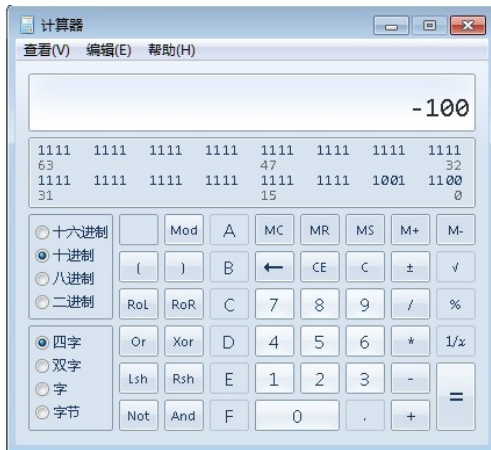 计算器
查看(V) 编辑(E) 帮助(H)
-100
1111 1111 1111 1111 1111 1111 1111 1111
63 47 32
1111 1111 1111 1111 1111 1111 1001 1100
31 15 0
十六进制
十进制
八进制
二进制
四字
双字
字
字节
Mod A MC MR MS M+ M-
( ) B ← CE C ± √
RoL RoR C 7 8 9 / %
Or Xor D 4 5 6 * 1/x
Lsh Rsh E 1 2 3 - =
Not And F 0 . +